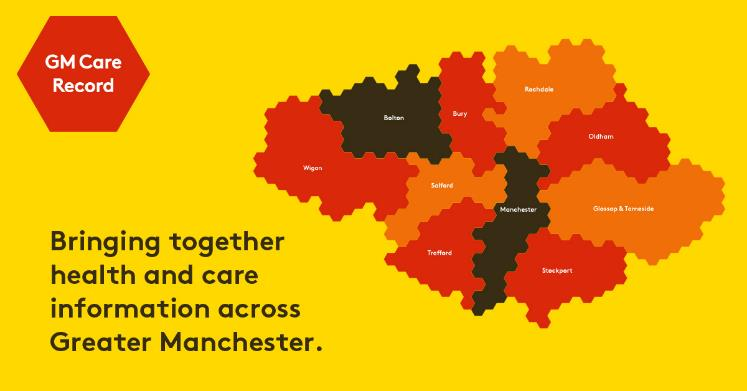 GM Care
Record
Rochdale
Bury
Bolton
Oldham
Wigan
Salford
Glossop & Tameside
Manchester
Trafford
Stockport
Bringing together
health and care
information across
Greater Manchester.